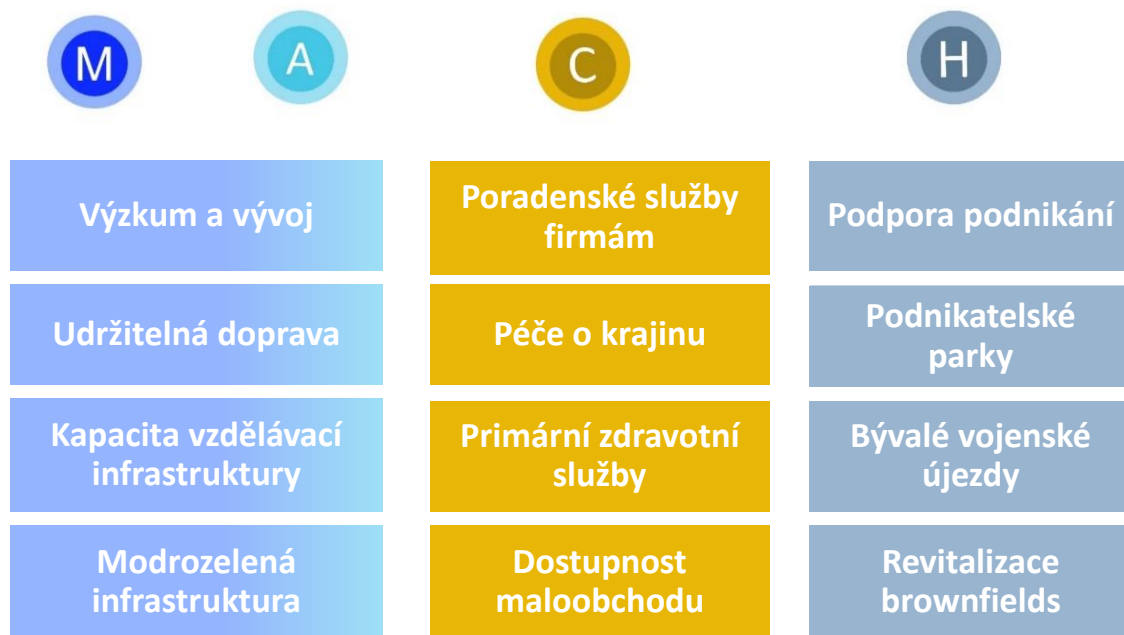 M
A
C
H
Výzkum a vývoj
Poradenské služby
firmám
Podpora podnikání
Udržitelná doprava
Péče o krajinu
Podnikatelské
parky
Kapacita vzdělávací
infrastruktury
Primární zdravotní
služby
Bývalé vojenské
újezdy
Modrozelená
infrastruktura
Dostupnost
maloobchodu
Revitalizace
brownfields